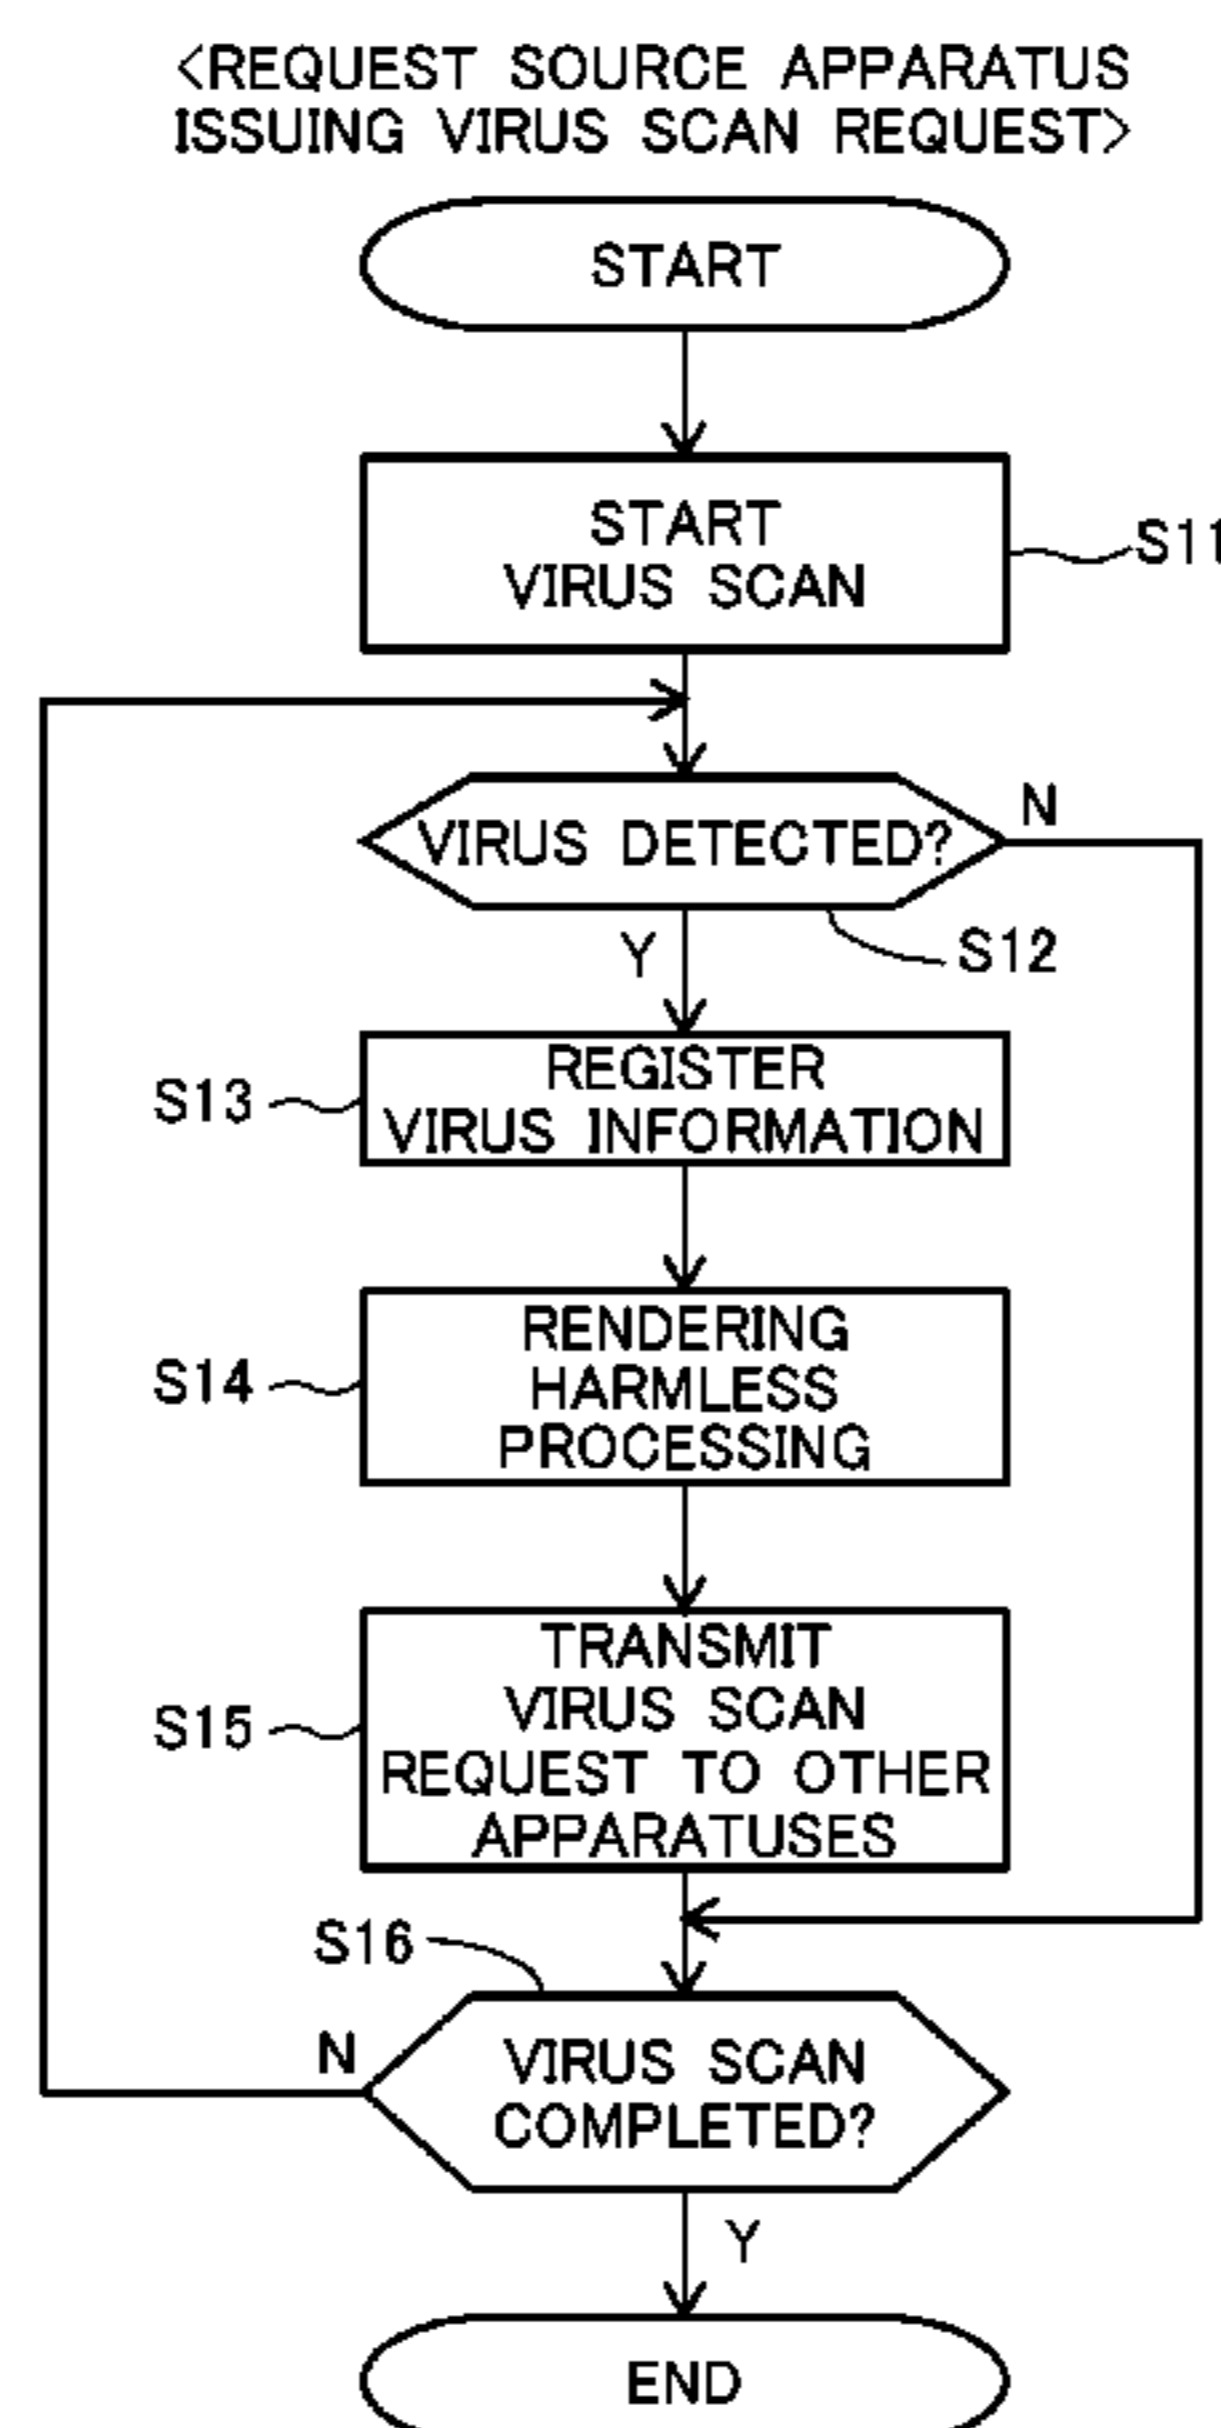 <REQUEST SOURCE APPARATUS
ISSUING VIRUS SCAN REQUEST>
START
START
VIRUS SCAN
S11
VIRUS DETECTED?
N
S12
Y
S13
REGISTER
VIRUS INFORMATION
S14
RENDERING
HARMLESS
PROCESSING
S15
TRANSMIT
VIRUS SCAN
REQUEST TO OTHER
APPARATUSES
S16
N
VIRUS SCAN
COMPLETED?
Y
END